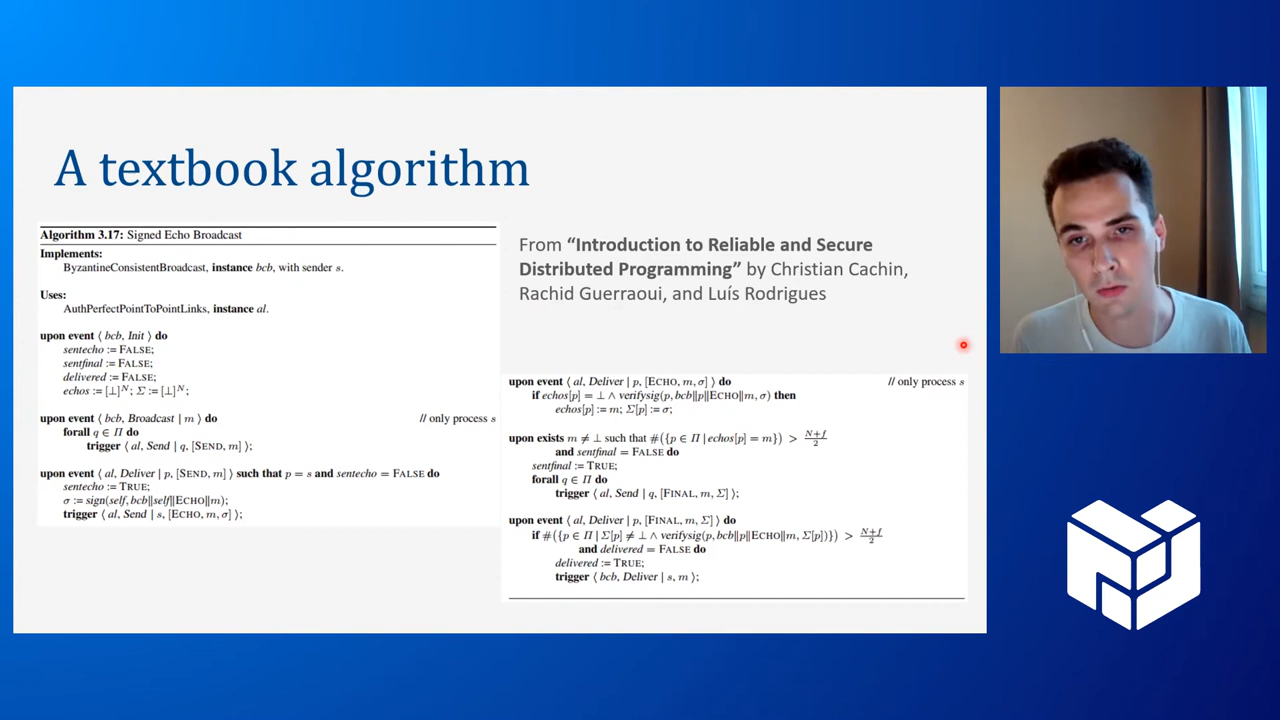 A textbook algorithm
Algorithm 3.17: Signed Echo Broadcast
Implements:
ByzantineConsistentBroadcast, instance bcb, with sender s.
Uses:
AuthPerfectPointToPointLinks, instance al.
upon event ⟨ bcb, Init ⟩ do
sentecho := FALSE;
sentfinal := FALSE;
delivered := FALSE;
echos := [⊥]^N; Σ := [⊥]^N;
upon event ⟨ bcb, Broadcast | m ⟩ do // only process s
forall q ∈ Π do
trigger ⟨ al, Send | q, [SEND, m] ⟩;
upon event ⟨ al, Deliver | p, [SEND, m] ⟩ such that p = s and sentecho = FALSE do
sentecho := TRUE;
σ := sign(self, bcb‖self‖ECHO‖m);
trigger ⟨ al, Send | s, [ECHO, m, σ] ⟩;
From “Introduction to Reliable and Secure
Distributed Programming” by Christian Cachin,
Rachid Guerraoui, and Luís Rodrigues
upon event ⟨ al, Deliver | p, [ECHO, m, σ] ⟩ do // only process s
if echos[p] = ⊥ ∧ verifysig(p, bcb‖p‖ECHO‖m, σ) then
echos[p] := m; Σ[p] := σ;
upon exists m ≠ ⊥ such that #({p ∈ Π | echos[p] = m}) > N+f/2
and sentfinal = FALSE do
sentfinal := TRUE;
forall q ∈ Π do
trigger ⟨ al, Send | q, [FINAL, m, Σ] ⟩;
upon event ⟨ al, Deliver | p, [FINAL, m, Σ] ⟩ do
if #({p ∈ Π | Σ[p] ≠ ⊥ ∧ verifysig(p, bcb‖p‖ECHO‖m, Σ[p])}) > N+f/2
and delivered = FALSE do
delivered := TRUE;
trigger ⟨ bcb, Deliver | s, m ⟩;